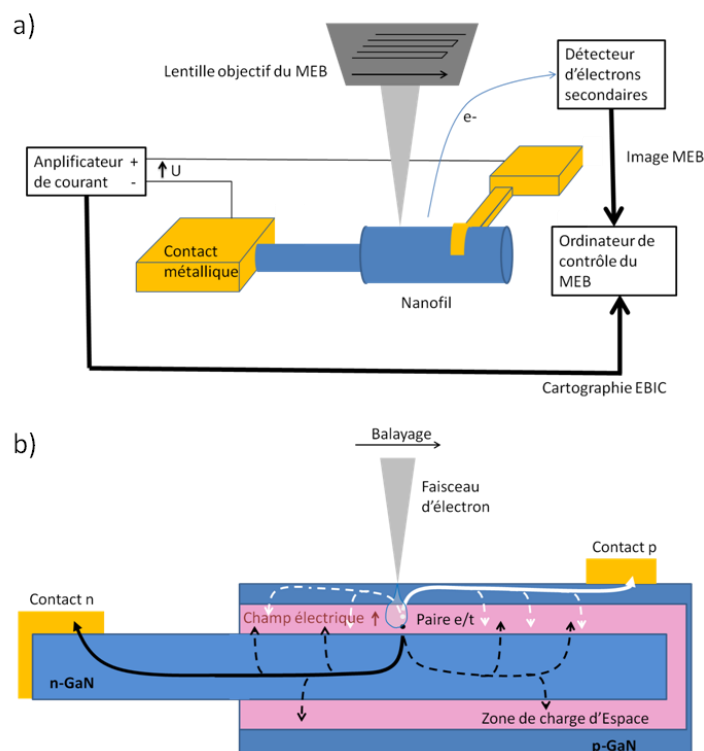 a)
Lentille objectif du MEB
Détecteur
d'électrons
secondaires
e-
Image MEB
Anplificateur +
de courant -
U
Contact
métallique
Nanofil
Ordinateur de
contrôle du
MEB
Cartographie EBIC
b)
Balayage
Faisceau
d'électron
Contact p
Contact n
Champ électrique
Paire e/t
n-GaN
Zone de charge d'Espace
p-GaN